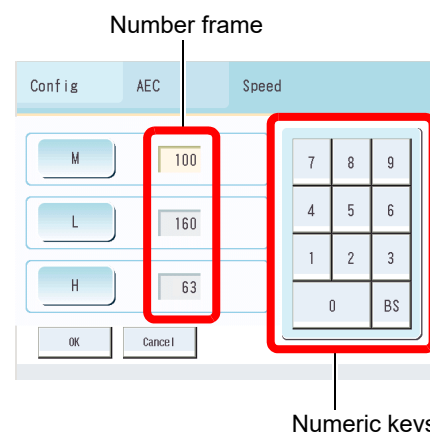 Number frame
Config AEC Speed
M 100
7 8 9
L 160
4 5 6
1 2 3
H 63
0 BS
OK Cancel
Numeric keys